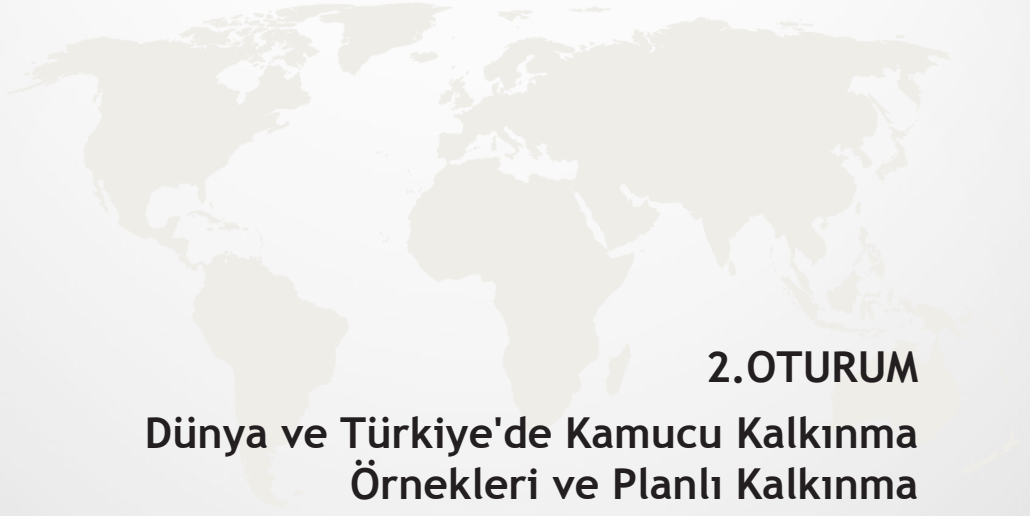 2.OTURUM
Dünya ve Türkiye'de Kamucu Kalkınma
Örnekleri ve Planlı Kalkınma